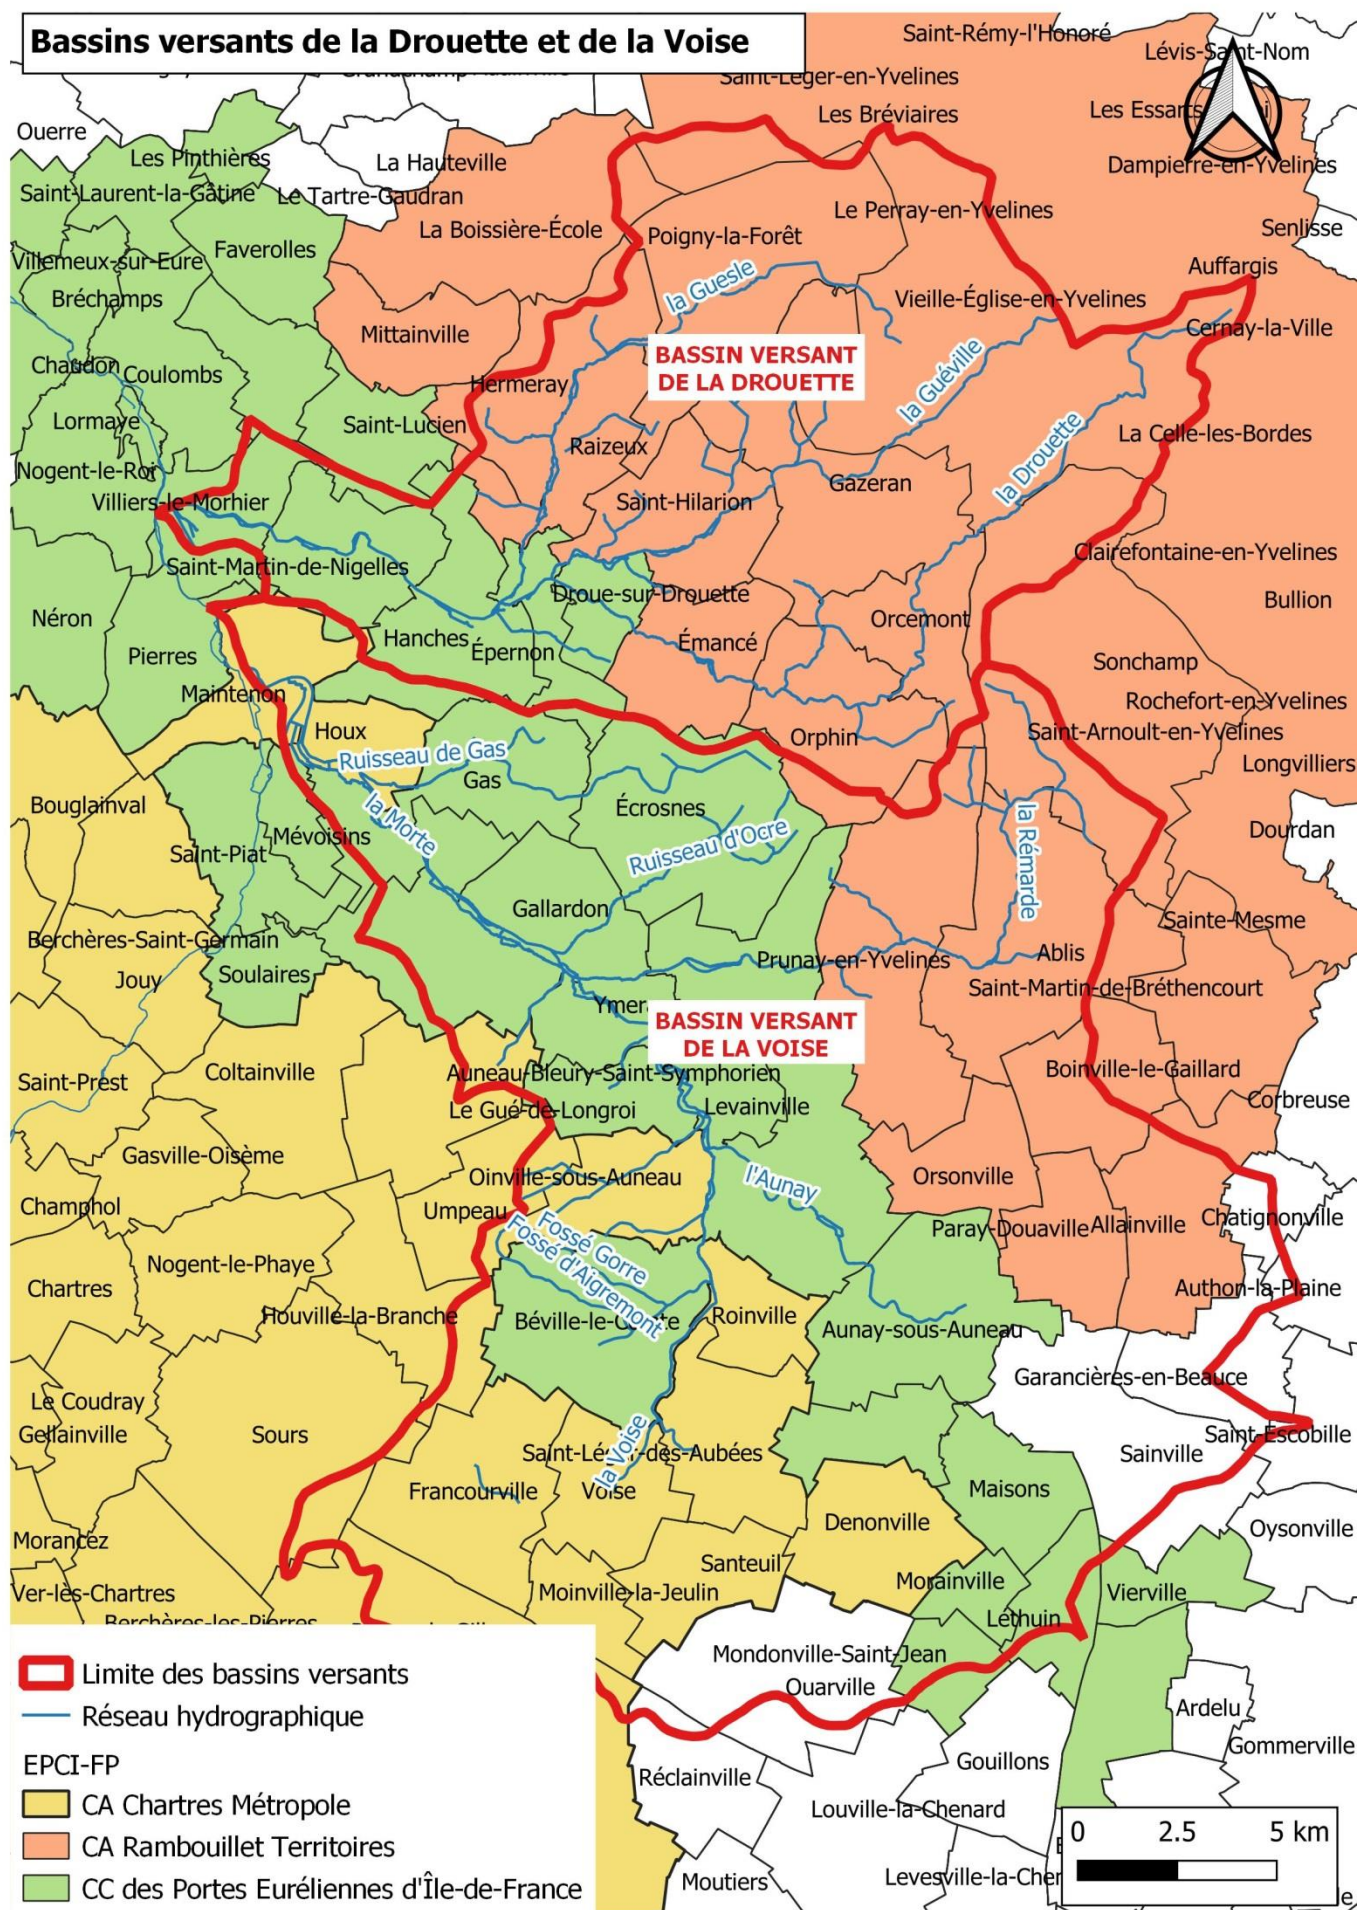 Bassins versants de la Drouette et de la Voise
Saint-Rémy-l'Honoré
Lévis-Saint-Nom
Saint-Léger-en-Yvelines
Les Bréviaires
Ouerre
Les Pinthières
La Hauteville
Dampierre-en-Yvelines
Saint-Laurent-la-Gâtine
Le Tartre-Gaudran
Le Perray-en-Yvelines
Senlisse
La Boissière-École
Poigny-la-Forêt
Faverolles
Villemeux-sur-Eure
Auffargis
la Guesle
Bréchamps
Vieille-Église-en-Yvelines
Mittainville
Cernay-la-Ville
BASSIN VERSANT
DE LA DROUETTE
Chaudon
Coulombs
Hermeray
la Guéville
Lormaye
Saint-Lucien
Raizeux
la Drouette
La Celle-les-Bordes
Nogent-le-Roi
Gazeran
Villiers-le-Morhier
Saint-Hilarion
Clairefontaine-en-Yvelines
Saint-Martin-de-Nigelles
Droue-sur-Drouette
Bullion
Néron
Hanches
Épernon
Émancé
Orcemont
Pierres
Sonchamp
Maintenon
Rochefort-en-Yvelines
Houx
Orphin
Saint-Arnoult-en-Yvelines
Ruisseau de Gas
Gas
Longvilliers
Bouglainval
la Morte
Écrosnes
Mévoisins
Ruisseau d'Ocre
la Rémarde
Dourdan
Saint-Piat
Gallardon
Sainte-Mesme
Berchères-Saint-Germain
Jouy
Soulaires
Prunay-en-Yvelines
Ablis
Saint-Martin-de-Bréthencourt
BASSIN VERSANT
DE LA VOISE
Saint-Prest
Coltainville
Auneau-Bleury-Saint-Symphorien
Boinville-le-Gaillard
Le Gué-de-Longroi
Levainville
Corbreuse
Gasville-Oisème
Oinville-sous-Auneau
l'Aunay
Orsonville
Champhol
Umpeau
Fossé Gorre
Fossé d'Aigremont
Paray-Douaville
Allainville
Chatignonville
Nogent-le-Phaye
Chartres
Houville-la-Branche
Roinville
Aunay-sous-Auneau
Authon-la-Plaine
Garancières-en-Beauce
Le Coudray
Gellainville
Sours
Saint-Léger-des-Aubées
la Voise
Sainville
Saint-Escobille
Francourville
Voise
Maisons
Denonville
Oysonville
Morancez
Santeuil
Morainville
Vierville
Ver-lès-Chartres
Moinville-la-Jeulin
Léthuin
Berchères-les-Pierres
Mondonville-Saint-Jean
Ouarville
Ardelu
Gommerville
Gouillons
Réclainville
Louville-la-Chenard
Moutiers
Limite des bassins versants
Réseau hydrographique
EPCI-FP
CA Chartres Métropole
CA Rambouillet Territoires
CC des Portes Euréliennes d'Île-de-France
0 2.5 5 km